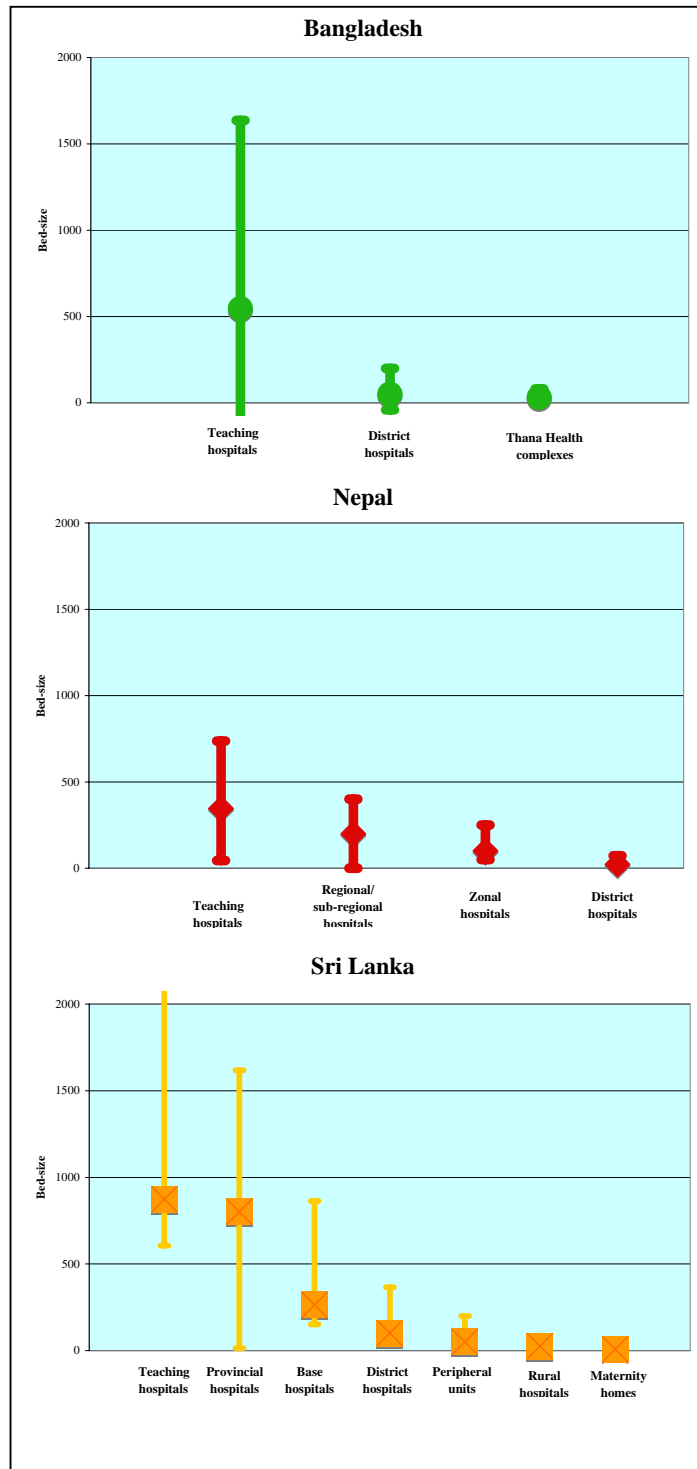 Bangladesh
2000
1500
1000
500
0
Bed-size
Teaching
hospitals
District
hospitals
Thana Health
complexes
Nepal
2000
1500
1000
500
0
Bed-size
Teaching
hospitals
Regional/
sub-regional
hospitals
Zonal
hospitals
District
hospitals
Sri Lanka
2000
1500
1000
500
0
Bed-size
Teaching
hospitals
Provincial
hospitals
Base
hospitals
District
hospitals
Peripheral
units
Rural
hospitals
Maternity
homes